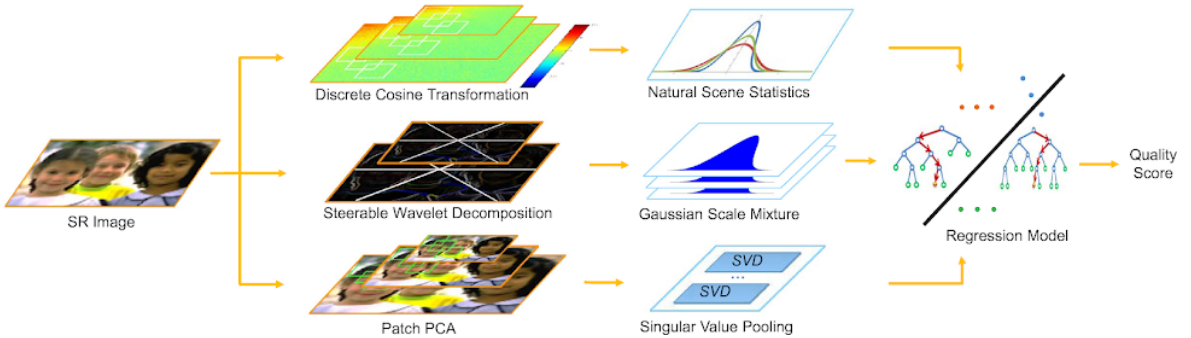 Discrete Cosine Transformation
Natural Scene Statistics
SR Image
Steerable Wavelet Decomposition
Gaussian Scale Mixture
Quality
Score
Regression Model
SVD
...
SVD
Patch PCA
Singular Value Pooling